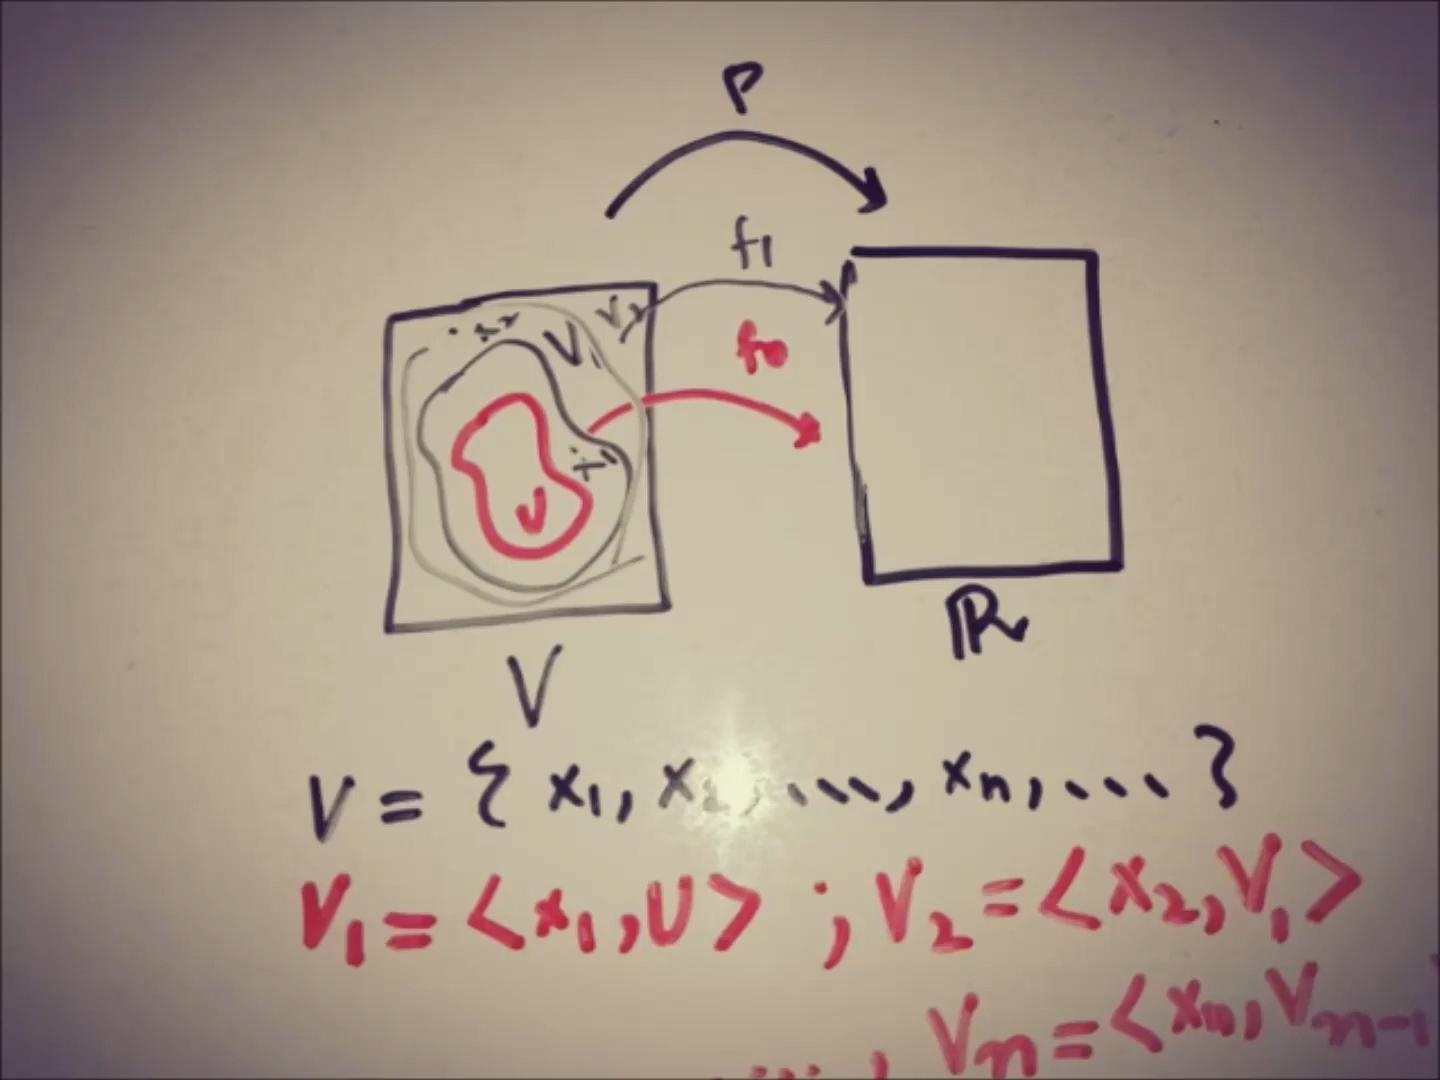 P
f1
V2
f0
x2
V1
x1
U
R
V
V = { x1, x2, ..., xn, ... }
V1 = <x1, U> ; V2 = <x2, V1>
...., Vn = <xn, Vn-1